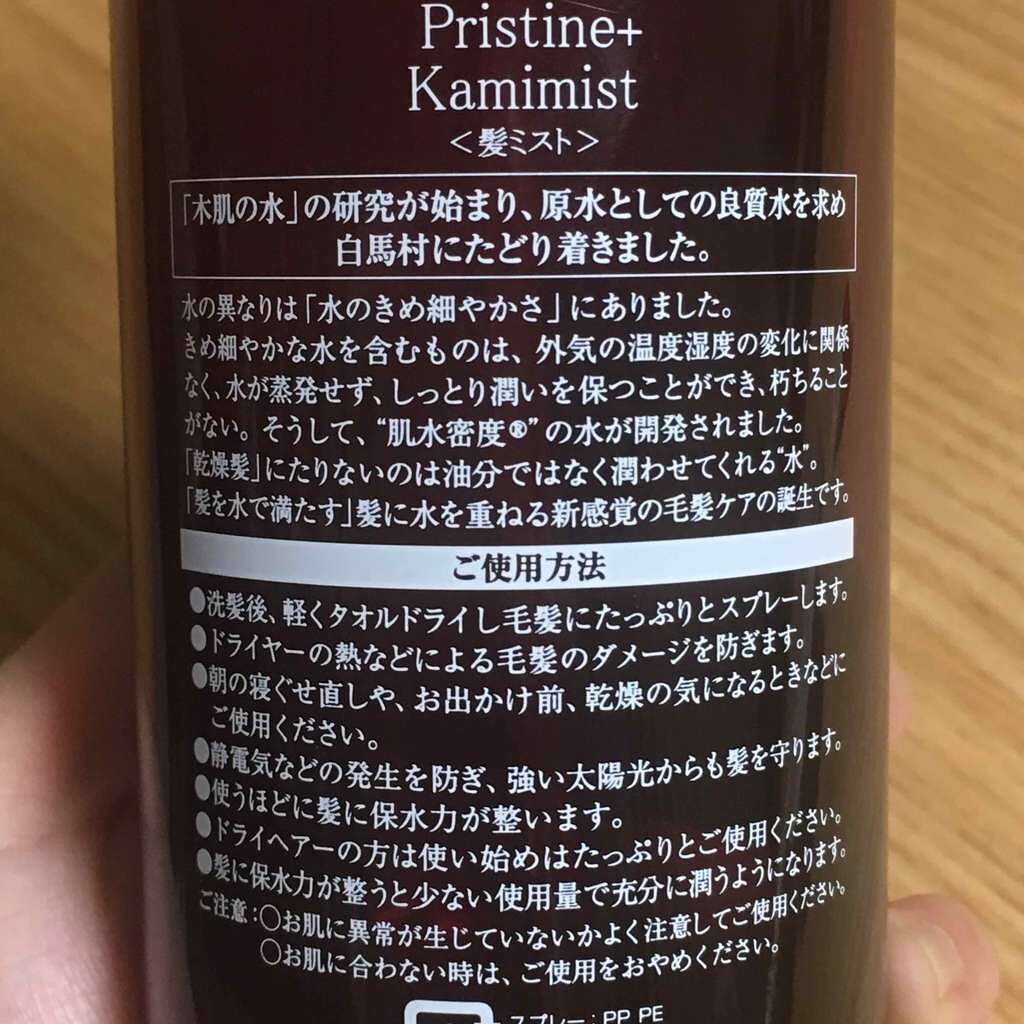 Pristine+
Kamimist
<髪ミスト>
「木肌の水」の研究が始まり、原水としての良質水を求め
白馬村にたどり着きました。
水の異なりは「水のきめ細やかさ」にありました。
きめ細やかな水を含むものは、外気の温度湿度の変化に関係
なく、水が蒸発せず、しっとり潤いを保つことができ、朽ちること
がない。そうして、“肌水密度®”の水が開発されました。
「乾燥髪」にたりないのは油分ではなく潤わせてくれる“水”。
「髪を水で満たす」髪に水を重ねる新感覚の毛髪ケアの誕生です。
ご使用方法
●洗髪後、軽くタオルドライし毛髪にたっぷりとスプレーします。
●ドライヤーの熱などによる毛髪のダメージを防ぎます。
●朝の寝ぐせ直しや、お出かけ前、乾燥の気になるときなどに
ご使用ください。
●静電気などの発生を防ぎ、強い太陽光からも髪を守ります。
●使うほどに髪に保水力が整います。
●ドライヘアーの方は使い始めはたっぷりとご使用ください。
●髪に保水力が整うと少ない使用量で充分に潤うようになります。
ご注意:○お肌に異常が生じていないかよく注意してご使用ください。
○お肌に合わない時は、ご使用をおやめください。
スプレー:PP PE